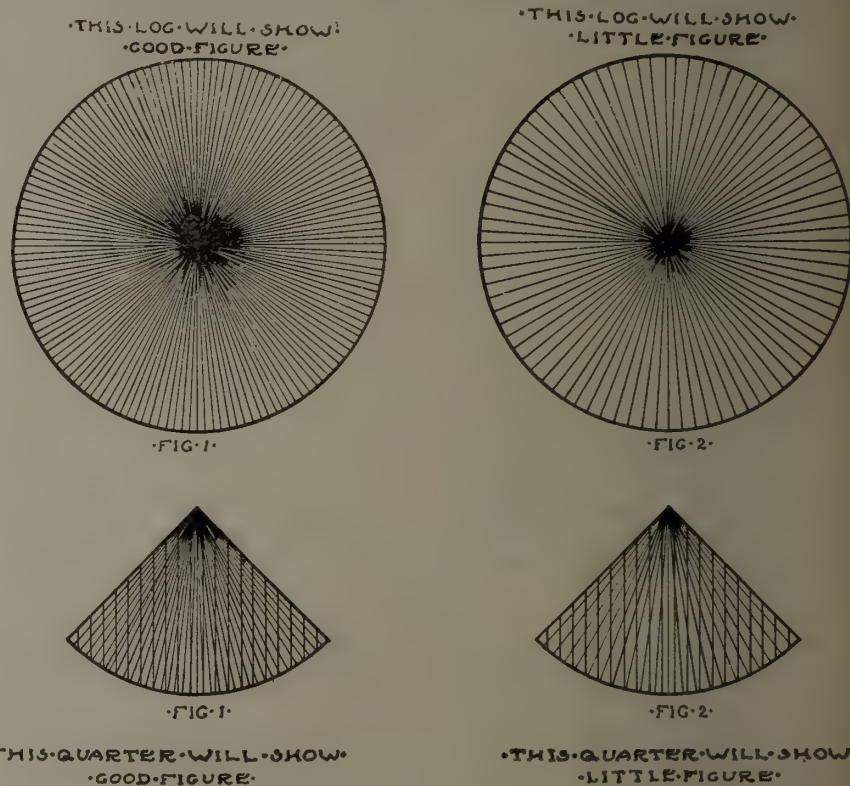 ·THIS·LOG·WILL·SHOW·
·GOOD·FIGURE·
·THIS·LOG·WILL·SHOW·
·LITTLE·FIGURE·
·FIG·1·
·FIG·2·
·FIG·1·
·FIG·2·
THIS·QUARTER·WILL·SHOW·
·GOOD·FIGURE·
·THIS·QUARTER·WILL·SHOW
·LITTLE·FIGURE·